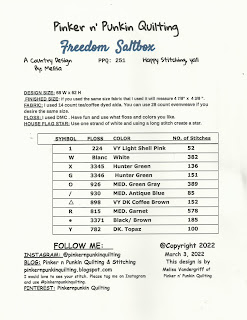 Pinker n' Punkin Quilting
Freedom Saltbox
A Country Design PPQ: 251 Happy Stitching, yall
By Melisa
DESIGN SIZE: 68 W x 62 H
FINISHED SIZE: If you used the same size fabric that I used it will measure 4 7/8" x 4 3/8".
FABRIC: I used 14 count tea/coffee dyed aida. You can use 28 count evenweave if you
desire the same size.
FLOSS: I used DMC. Have fun and use what floss and colors you like.
HOUSE FLAG STAR: Use one strand of white and using a long stitch create a star.
SYMBOL FLOSS COLOR NO. of Stitches
1 224 VY Light Shell Pink 52
W Blanc White 382
X 3345 Hunter Green 136
G 3346 Hunter Green 151
O 926 MED. Green Gray 389
/ 930 MED. Antique Blue 85
△ 898 VY DK Coffee Brown 152
R 815 MED. Garnet 578
+ 3371 Black/ Brown 185
Y 782 DK. Topaz 100
FOLLOW ME:
INSTAGRAM: @pinkernpunkinquilting
BLOG: Pinker n' Punkin Quilting & Stitching
pinkernpunkinquilting.blogspot.com
I would love to see your stitch. Please tag me on Instagram
and use #pinkernpunkinquilting
PINTEREST: Pinkernpunkin Quilting
©Copyright 2022
March 3, 2022
This design is by
Melisa Vandergriff of
Pinker n' Punkin Quilting